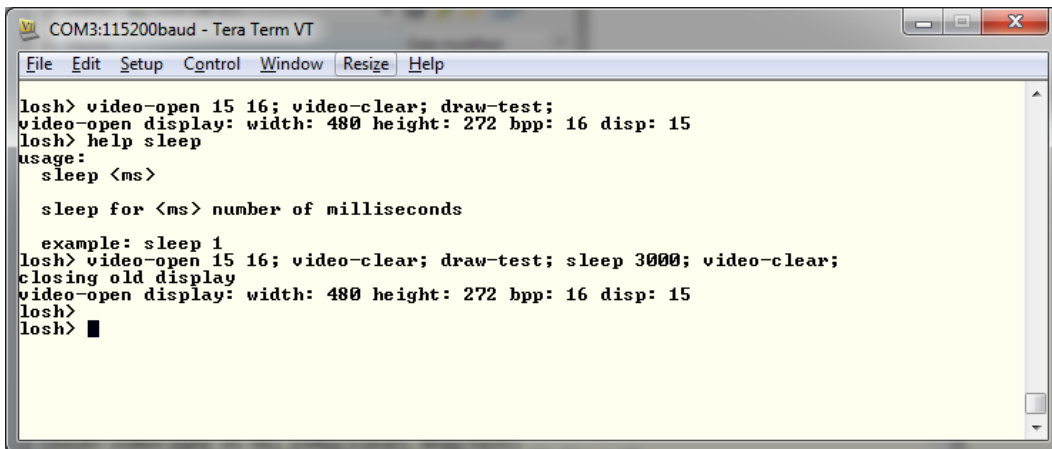 COM3:115200baud - Tera Term VT
File Edit Setup Control Window Resize Help
losh> video-open 15 16; video-clear; draw-test;
video-open display: width: 480 height: 272 bpp: 16 disp: 15
losh> help sleep
usage:
  sleep <ms>
  sleep for <ms> number of milliseconds
  example: sleep 1
losh> video-open 15 16; video-clear; draw-test; sleep 3000; video-clear;
closing old display
video-open display: width: 480 height: 272 bpp: 16 disp: 15
losh>
losh>